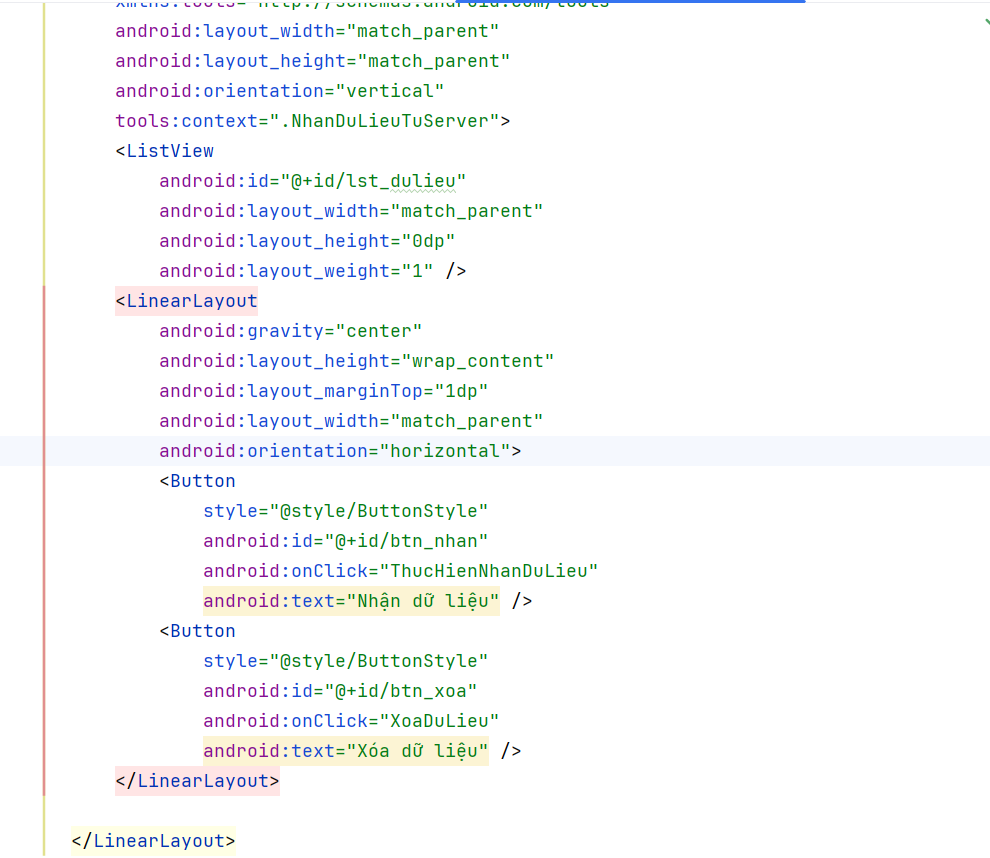 xmlns:tools="http://schemas.android.com/tools"
android:layout_width="match_parent"
android:layout_height="match_parent"
android:orientation="vertical"
tools:context=".NhanDuLieuTuServer">
<ListView
android:id="@+id/lst_dulieu"
android:layout_width="match_parent"
android:layout_height="0dp"
android:layout_weight="1" />
<LinearLayout
android:gravity="center"
android:layout_height="wrap_content"
android:layout_marginTop="1dp"
android:layout_width="match_parent"
android:orientation="horizontal">
<Button
style="@style/ButtonStyle"
android:id="@+id/btn_nhan"
android:onClick="ThucHienNhanDuLieu"
android:text="Nhận dữ liệu" />
<Button
style="@style/ButtonStyle"
android:id="@+id/btn_xoa"
android:onClick="XoaDuLieu"
android:text="Xóa dữ liệu" />
</LinearLayout>
</LinearLayout>